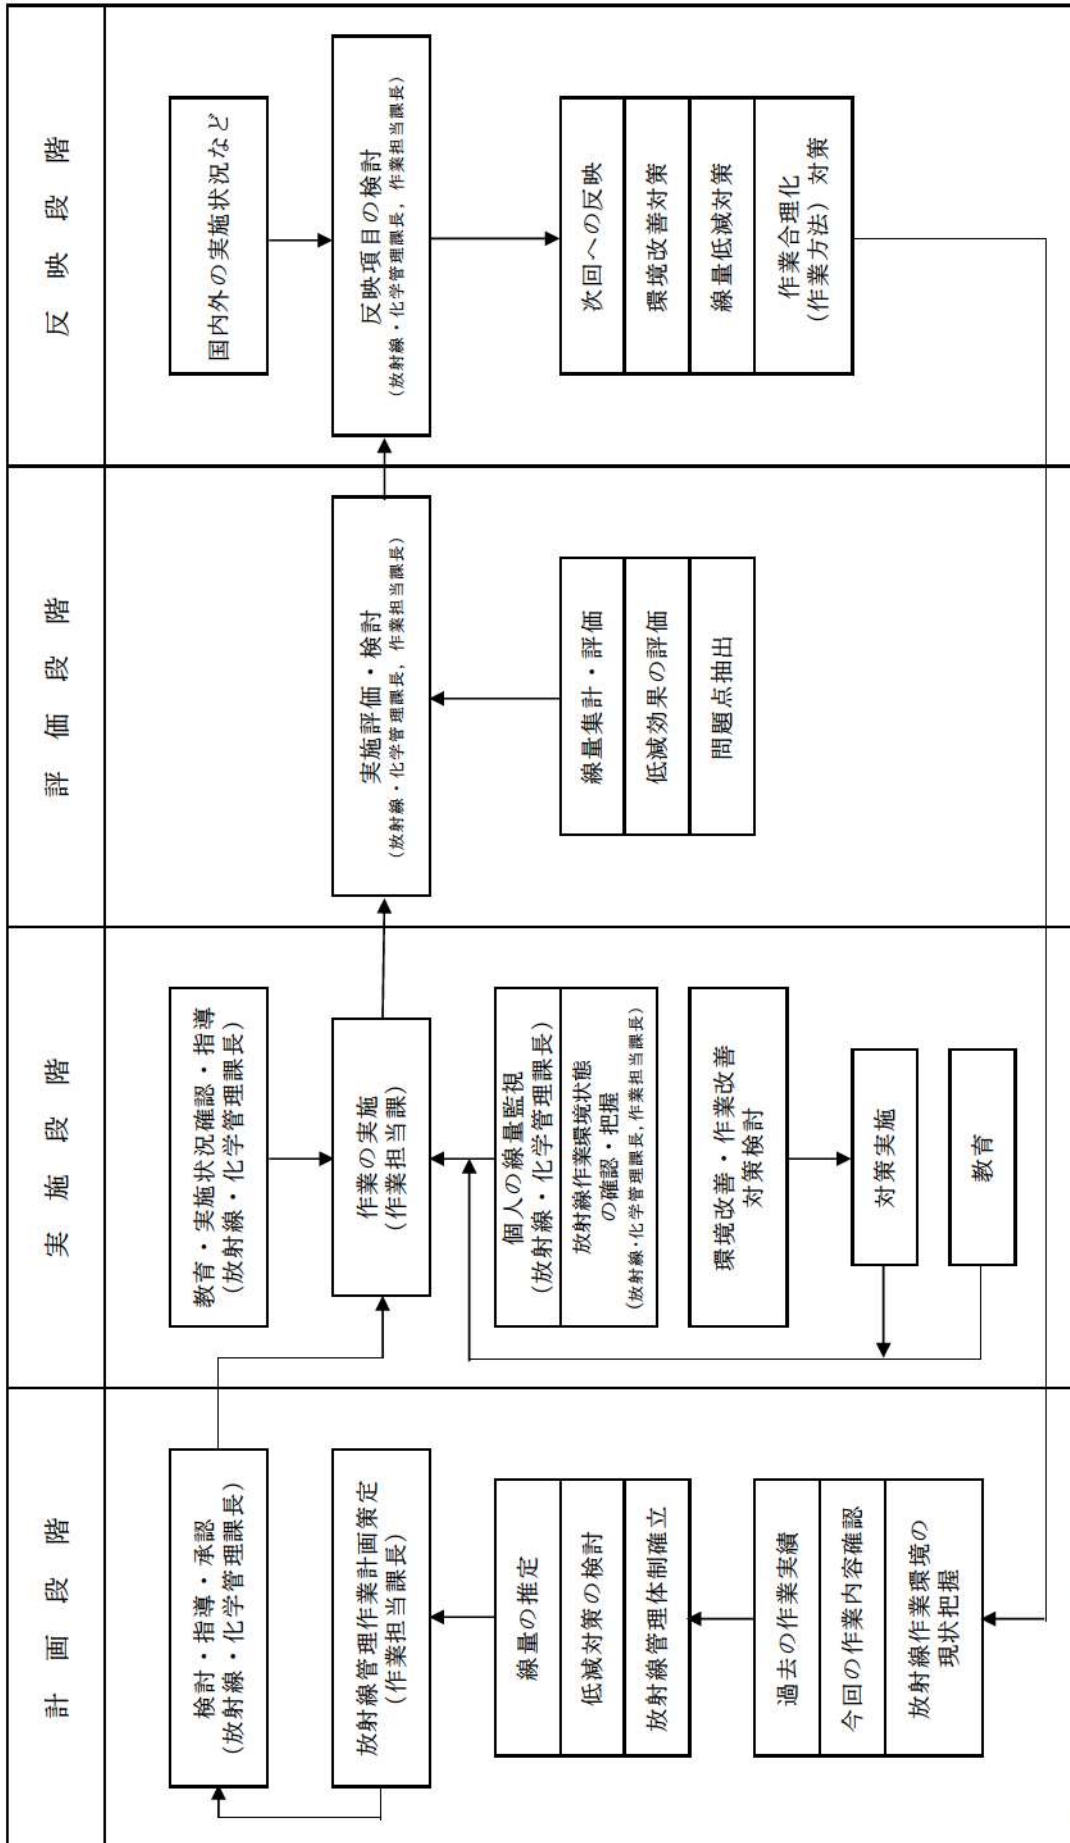 計画段階
検討・指導・承認
(放射線・化学管理課長)
放射線管理作業計画策定
(作業担当課長)
線量の推定
低減対策の検討
放射線管理体制確立
過去の作業実績
今回の作業内容確認
放射線作業環境の
現状把握
実施段階
教育・実施状況確認・指導
(放射線・化学管理課長)
作業の実施
(作業担当課)
個人の線量監視
(放射線・化学管理課長)
放射線作業環境状態
の確認・把握
(放射線・化学管理課長,作業担当課長)
環境改善・作業改善
対策検討
対策実施
教育
評価段階
実施評価・検討
(放射線・化学管理課長,作業担当課長)
線量集計・評価
低減効果の評価
問題点抽出
反映段階
国内外の実施状況など
反映項目の検討
(放射線・化学管理課長,作業担当課長)
次回への反映
環境改善対策
線量低減対策
作業合理化
(作業方法)対策